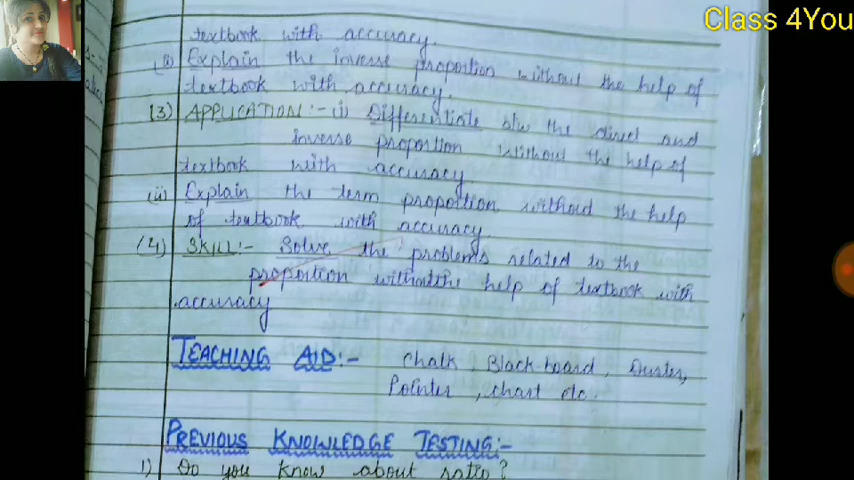 Class 4You
textbook with accuracy.
(ii) Explain the inverse proportion without the help of
textbook with accuracy.
(3) APPLICATION:- (i) Differentiate b/w the direct and
inverse proportion without the help of
textbook with accuracy
(ii) Explain the term proportion without the help
of textbook with accuracy.
(4) SKILL:- Solve the problems related to the
proportion without the help of textbook with
accuracy
TEACHING AID:- Chalk, Black-board, Duster,
Pointer, chart etc.
PREVIOUS KNOWLEDGE TESTING:-
1) Do you know about ratio?